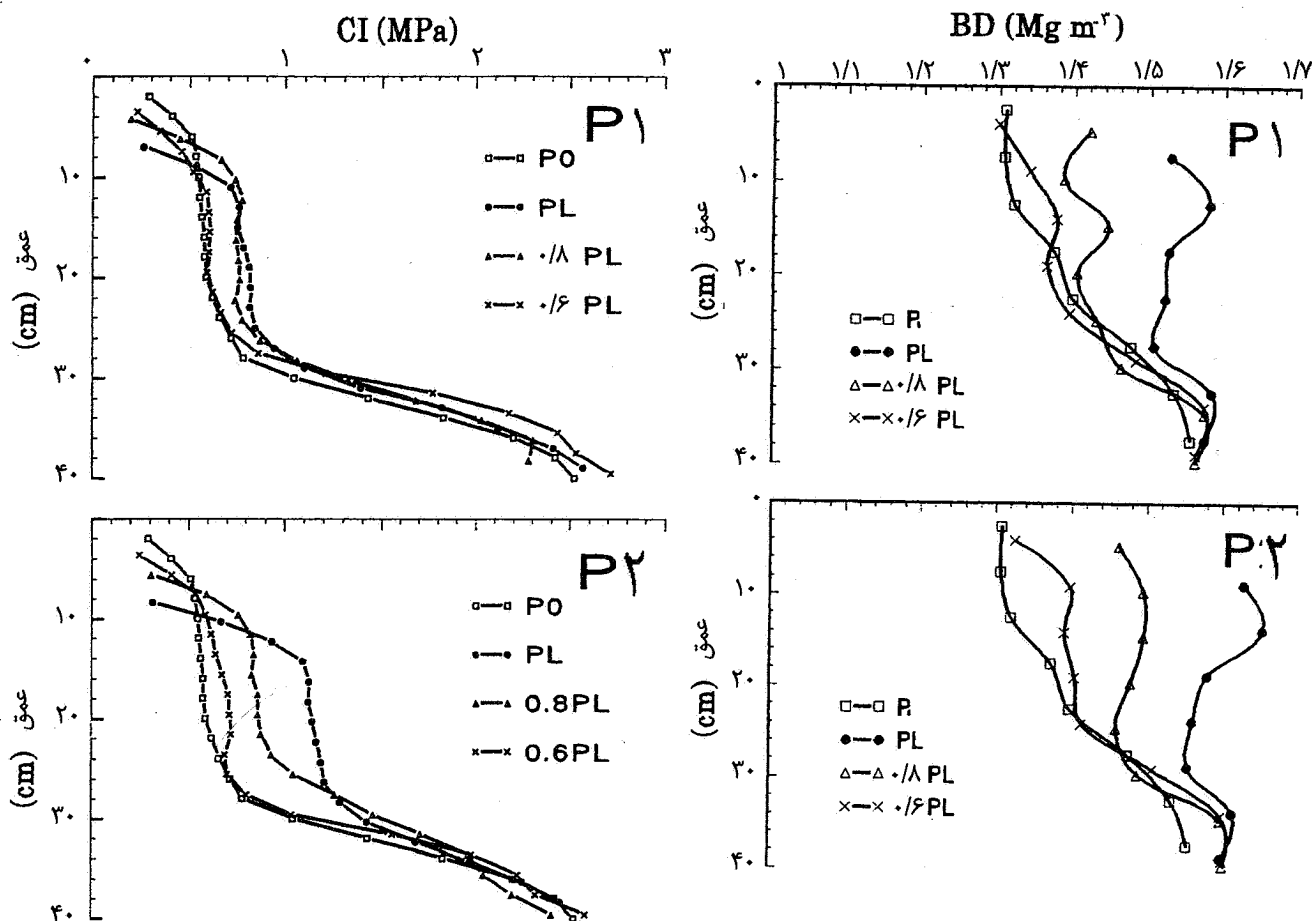 CI (MPa)
۰ ۱ ۲ ۳
P۱
P0
PL
۰/۸ PL
۰/۶ PL
۱۰
۲۰
۳۰
۴۰
عمق (cm)
BD (Mg m⁻³)
۱ ۱/۱ ۱/۲ ۱/۳ ۱/۴ ۱/۵ ۱/۶ ۱/۷
P۱
P.
PL
۰/۸ PL
۰/۶ PL
۰
۱۰
۲۰
۳۰
۴۰
عمق (cm)
P۲
P0
PL
0.8PL
0.6PL
۱۰
۲۰
۳۰
۴۰
عمق (cm)
P۲
P.
PL
۰/۸ PL
۰/۶ PL
۰
۱۰
۲۰
۳۰
۴۰
عمق (cm)